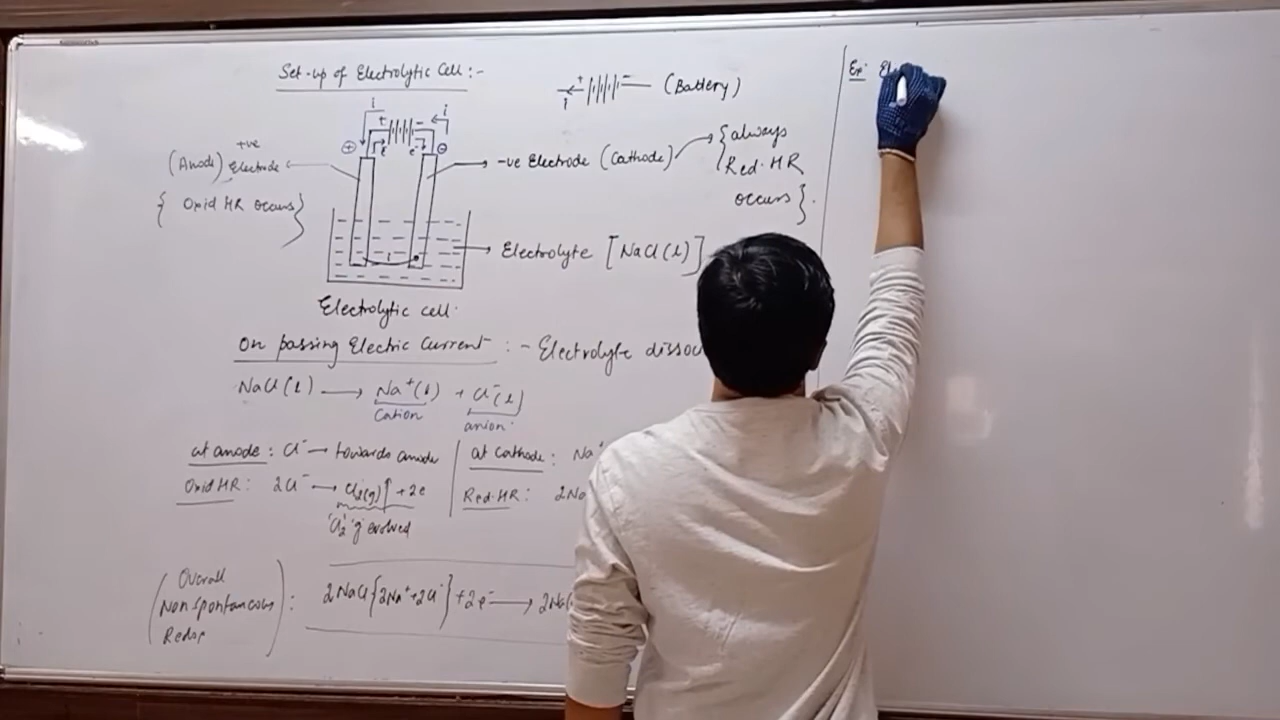 Set-up of Electrolytic Cell :-
+ - (Battery)
i
i i
+ -
⊕ e⁻ e⁻ ⊖
+ve
(Anode) Electrode
{ Oxid HR occurs }
-ve Electrode (Cathode)
{ always
Red. HR
occurs }.
Electrolyte [NaCl(l)]
i
Electrolytic cell.
On passing Electric Current : - Electrolyte dissoc
NaCl(l) → Na⁺(l) + Cl⁻(l)
Cation anion.
at anode : Cl⁻ → towards anode
Oxid HR : 2Cl⁻ → Cl₂(g)↑ + 2e
'Cl₂' g evolved
at Cathode : Na⁺
Red. HR : 2Na
(Overall
Non Spontaneous
Redox) :
2NaCl {2Na⁺+2Cl⁻} + 2e⁻ → 2Na(
Ex: El